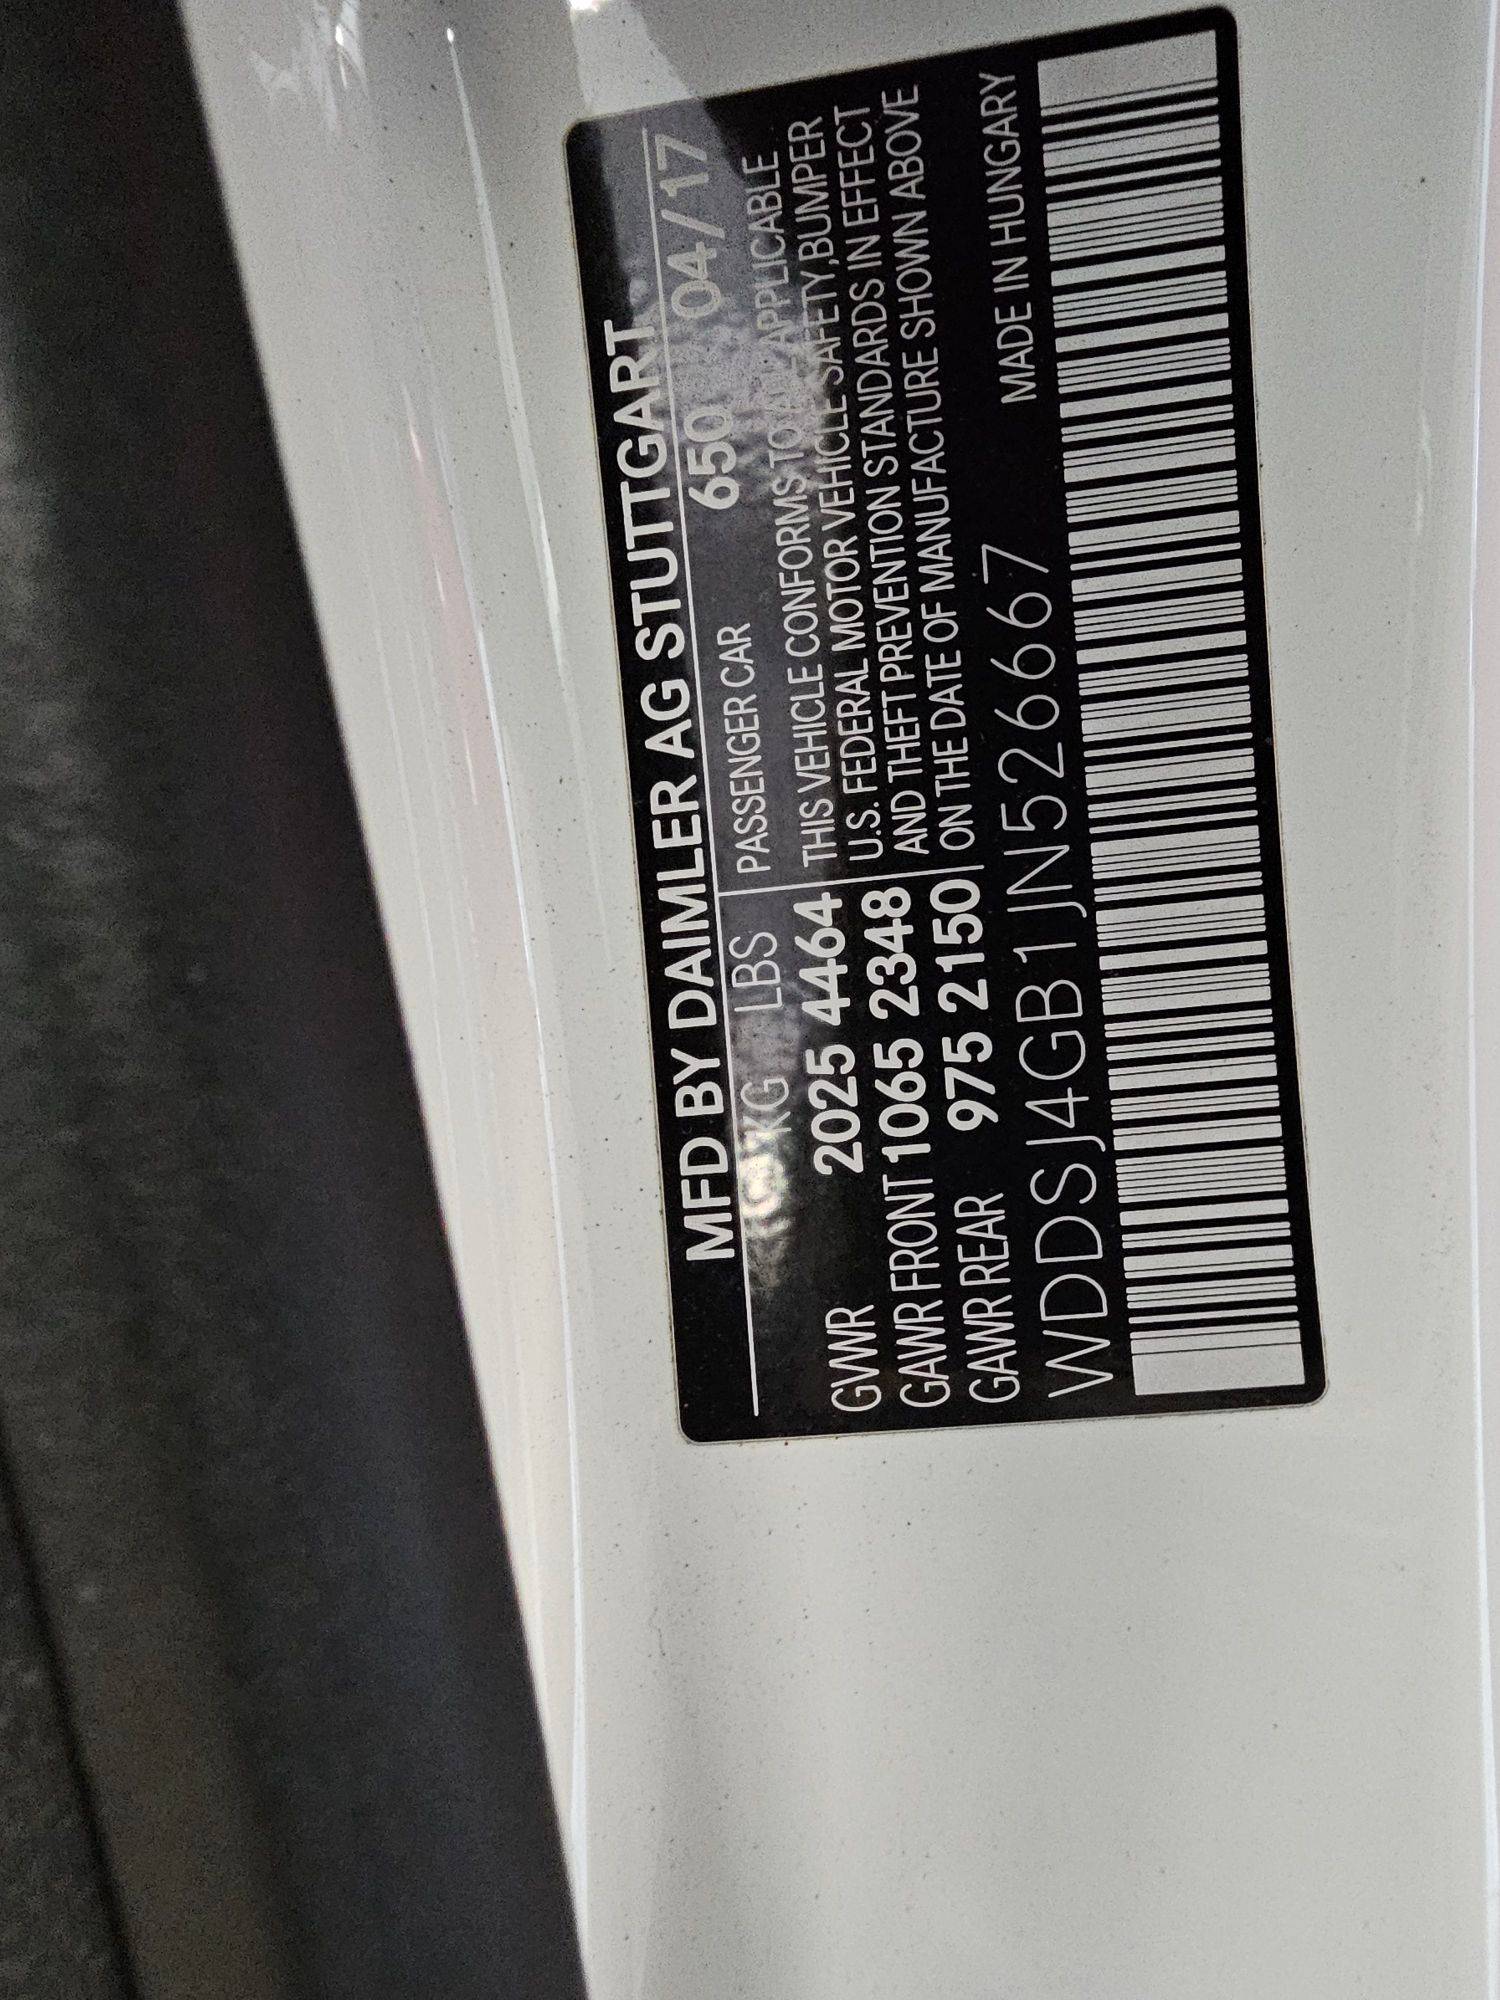 MFD BY DAIMLER AG STUTTGART
KG LBS PASSENGER CAR 650 04/17
GVWR 2025 4464 THIS VEHICLE CONFORMS TO ALL APPLICABLE
U.S. FEDERAL MOTOR VEHICLE SAFETY,BUMPER
GAWR FRONT 1065 2348 AND THEFT PREVENTION STANDARDS IN EFFECT
GAWR REAR 975 2150 ON THE DATE OF MANUFACTURE SHOWN ABOVE
WDDSJ4GB1JN526667 MADE IN HUNGARY